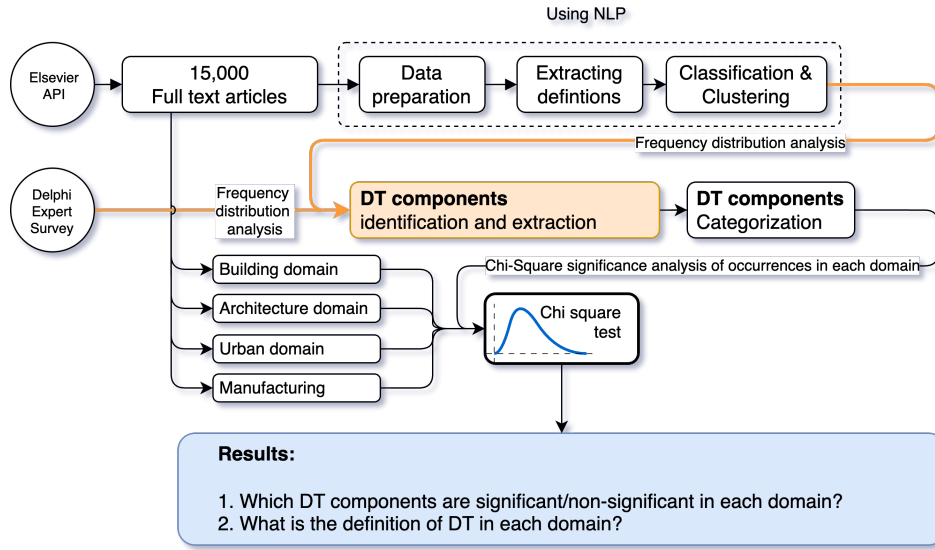 Using NLP
Elsevier
API
15,000
Full text articles
Data
preparation
Extracting
defintions
Classification &
Clustering
Frequency distribution analysis
Delphi
Expert
Survey
Frequency
distribution
analysis
DT components
identification and extraction
DT components
Categorization
Building domain
Chi-Square significance analysis of occurrences in each domain
Architecture domain
Urban domain
Manufacturing
Chi square
test
Results:
1. Which DT components are significant/non-significant in each domain?
2. What is the definition of DT in each domain?